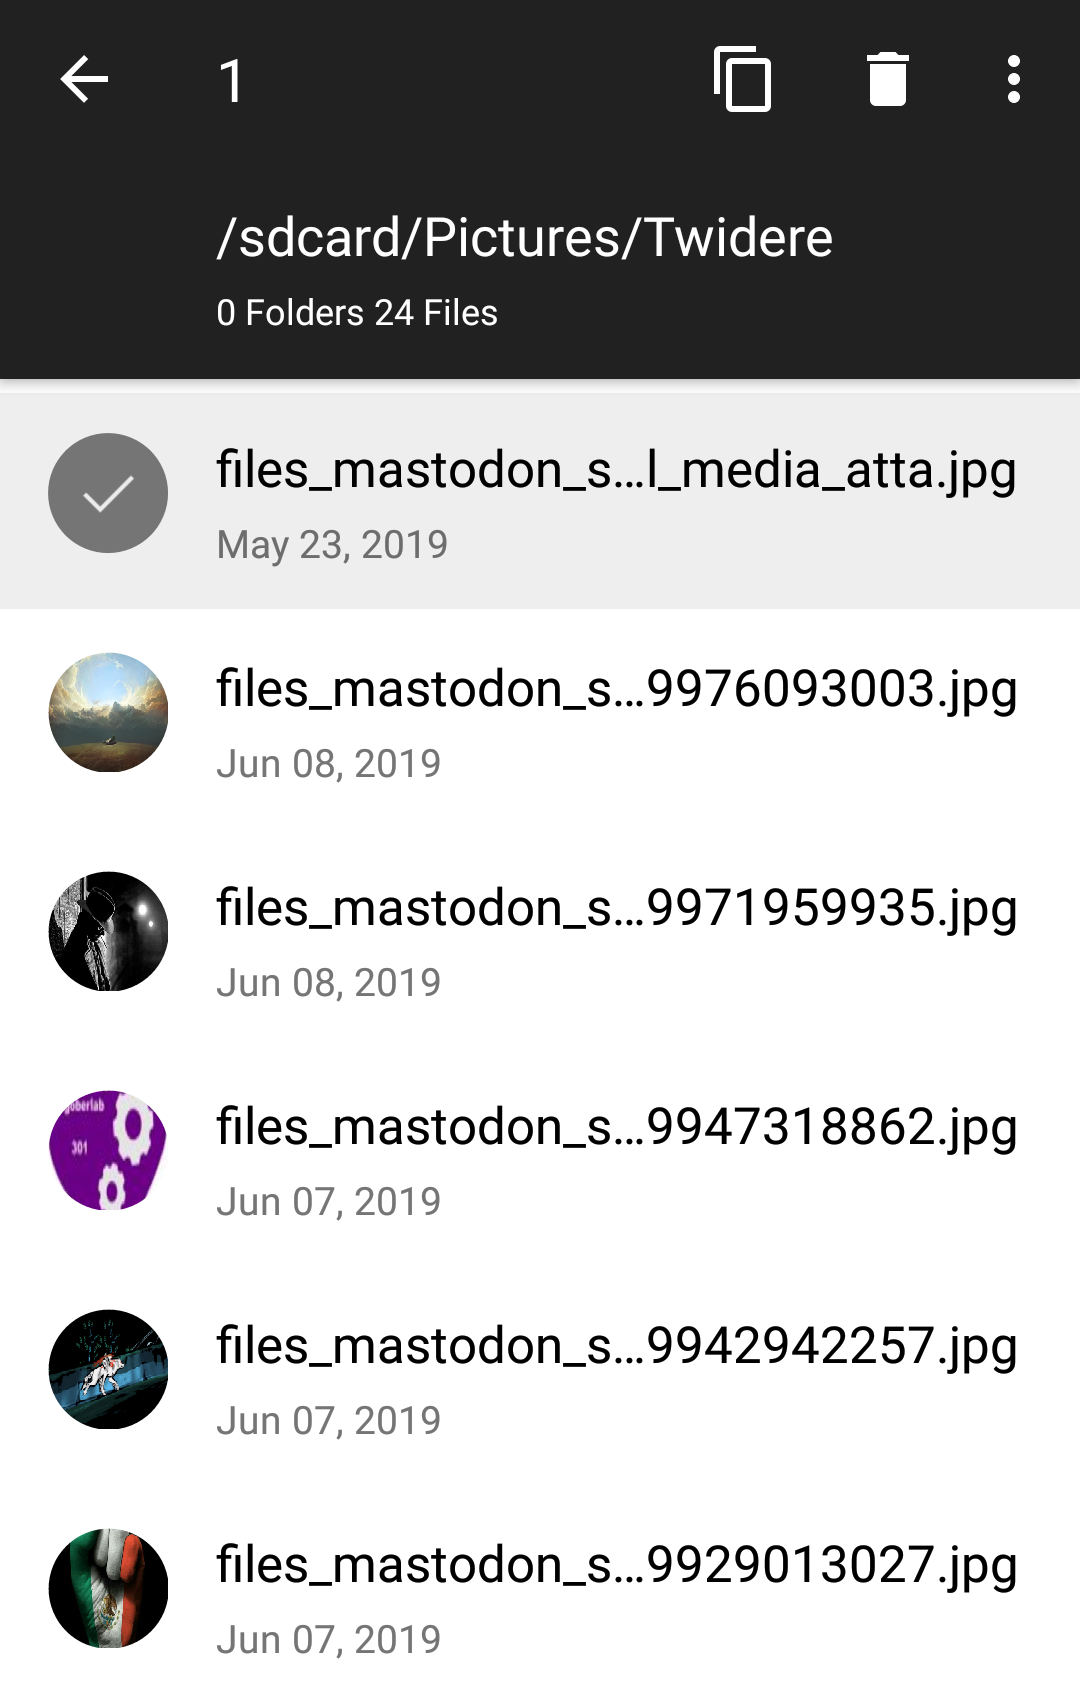 1
/sdcard/Pictures/Twidere
0 Folders 24 Files
files_mastodon_s...l_media_atta.jpg
May 23, 2019
files_mastodon_s...9976093003.jpg
Jun 08, 2019
files_mastodon_s...9971959935.jpg
Jun 08, 2019
goberlab
301
files_mastodon_s...9947318862.jpg
Jun 07, 2019
files_mastodon_s...9942942257.jpg
Jun 07, 2019
files_mastodon_s...9929013027.jpg
Jun 07, 2019